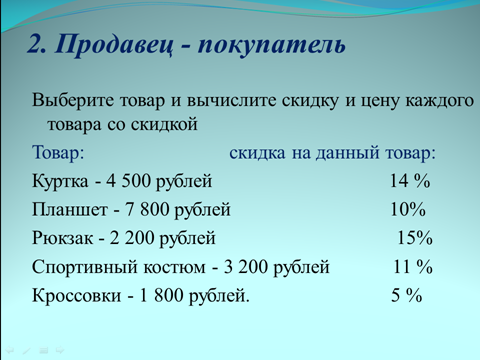 2. Продавец - покупатель
Выберите товар и вычислите скидку и цену каждого
товара со скидкой
Товар: скидка на данный товар:
Куртка - 4 500 рублей 14 %
Планшет - 7 800 рублей 10%
Рюкзак - 2 200 рублей 15%
Спортивный костюм - 3 200 рублей 11 %
Кроссовки - 1 800 рублей. 5 %